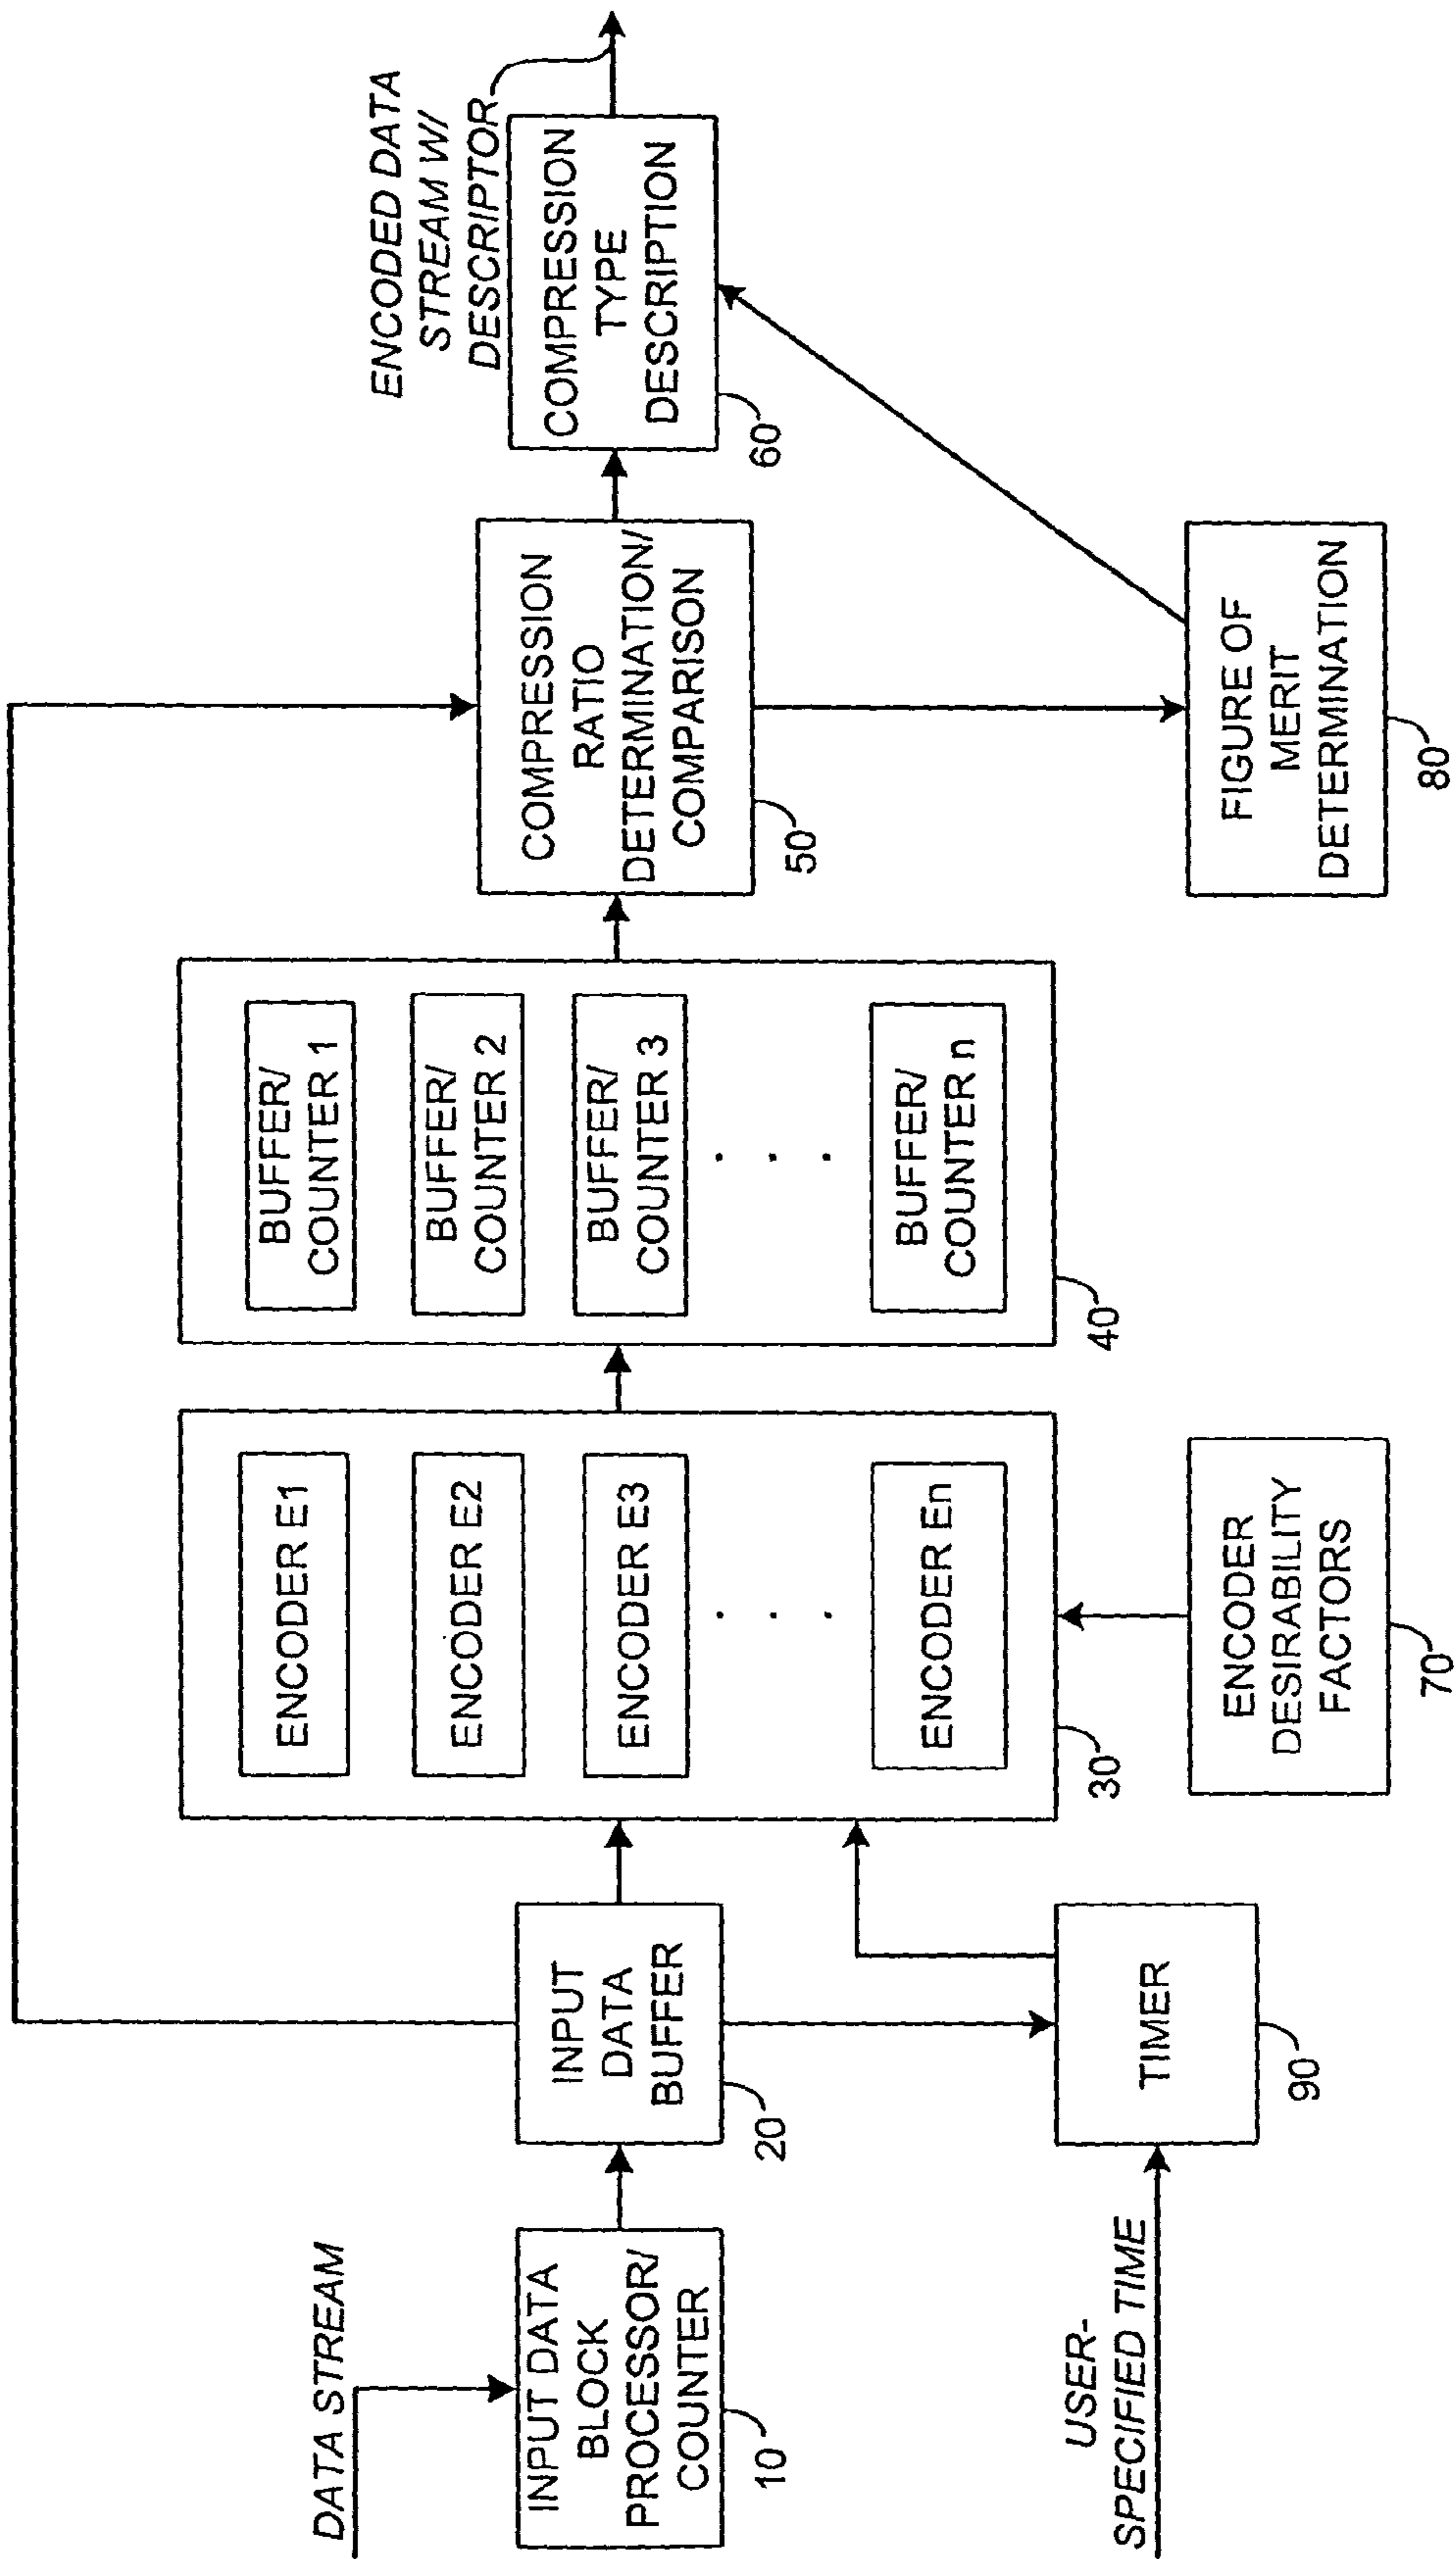 DATA STREAM
INPUT DATA
BLOCK
PROCESSOR/
COUNTER
10
INPUT
DATA
BUFFER
20
USER-
SPECIFIED TIME
TIMER
90
ENCODER E1
ENCODER E2
ENCODER E3
. . .
ENCODER En
30
ENCODER
DESIRABILITY
FACTORS
70
BUFFER/
COUNTER 1
BUFFER/
COUNTER 2
BUFFER/
COUNTER 3
. . .
BUFFER/
COUNTER n
40
COMPRESSION
RATIO
DETERMINATION/
COMPARISON
50
FIGURE OF
MERIT
DETERMINATION
80
COMPRESSION
TYPE
DESCRIPTION
60
ENCODED DATA
STREAM W/
DESCRIPTOR